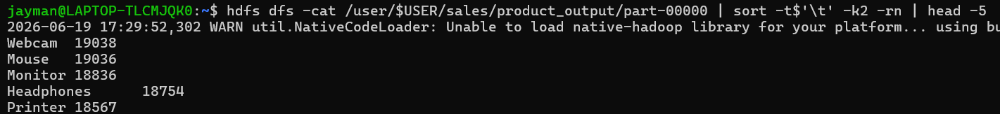 jayman@LAPTOP-TLCMJQK0:~$ hdfs dfs -cat /user/$USER/sales/product_output/part-00000 | sort -t$'\t' -k2 -rn | head -5
2026-06-19 17:29:52,302 WARN util.NativeCodeLoader: Unable to load native-hadoop library for your platform... using bu
Webcam  19038
Mouse   19036
Monitor 18836
Headphones      18754
Printer 18567